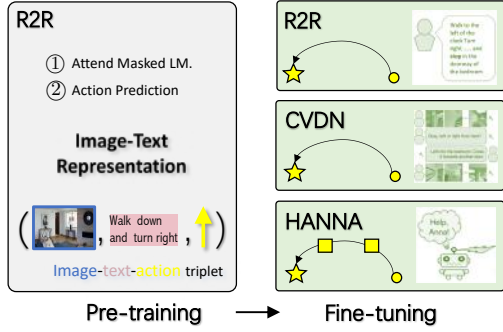 R2R
① Attend Masked LM.
② Action Prediction
Image-Text
Representation
( , Walk down
and turn right , )
Image-text-action triplet
Pre-training
R2R
Walk to the
left of the
clock Turn
right, .... and
stop in the
doorway of
the bedroom
CVDN
HANNA
Help,
Anna!
Fine-tuning